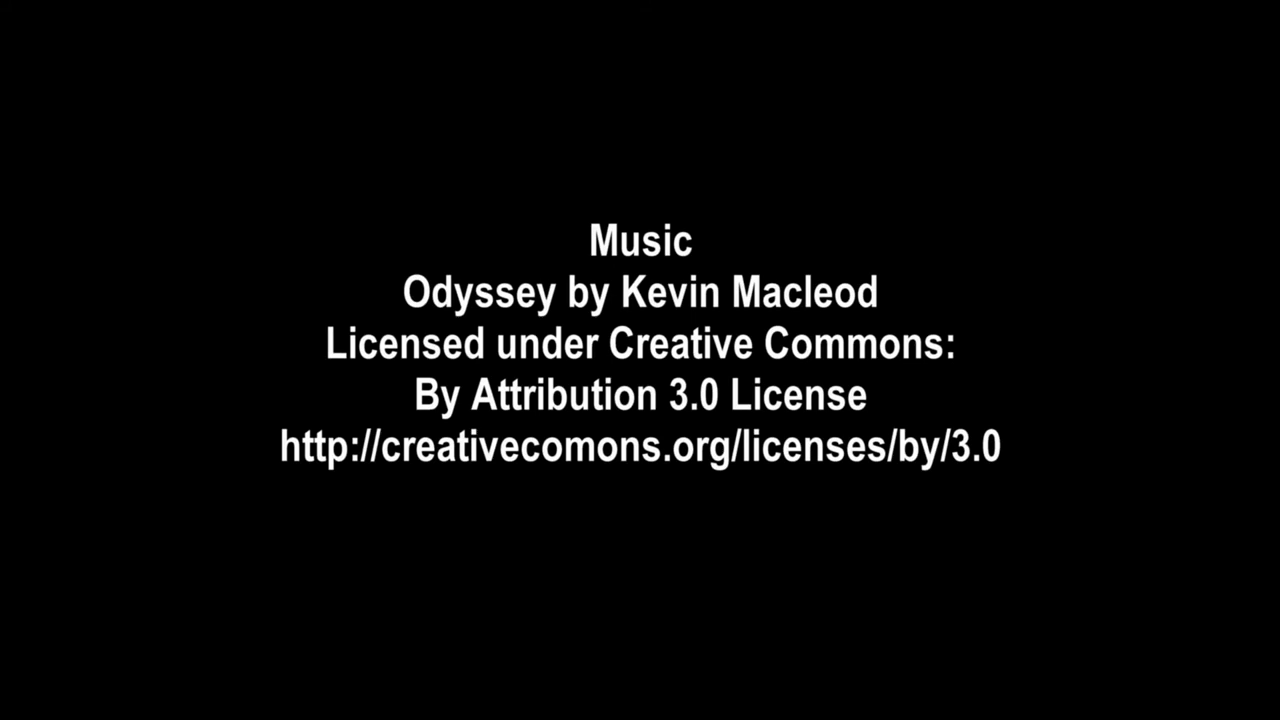 Music
Odyssey by Kevin Macleod
Licensed under Creative Commons:
By Attribution 3.0 License
http://creativecomons.org/licenses/by/3.0